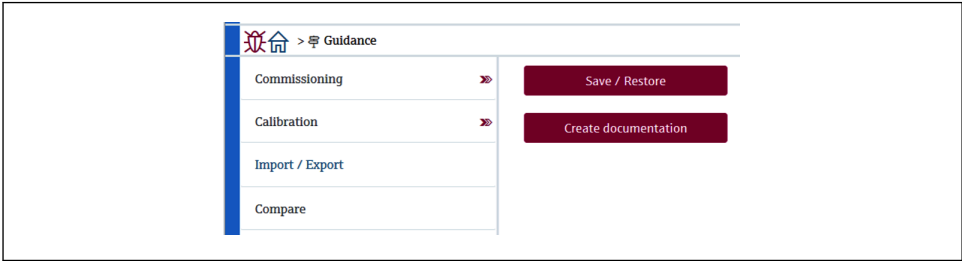 > Guidance
Commissioning
Calibration
Import / Export
Compare
Save / Restore
Create documentation